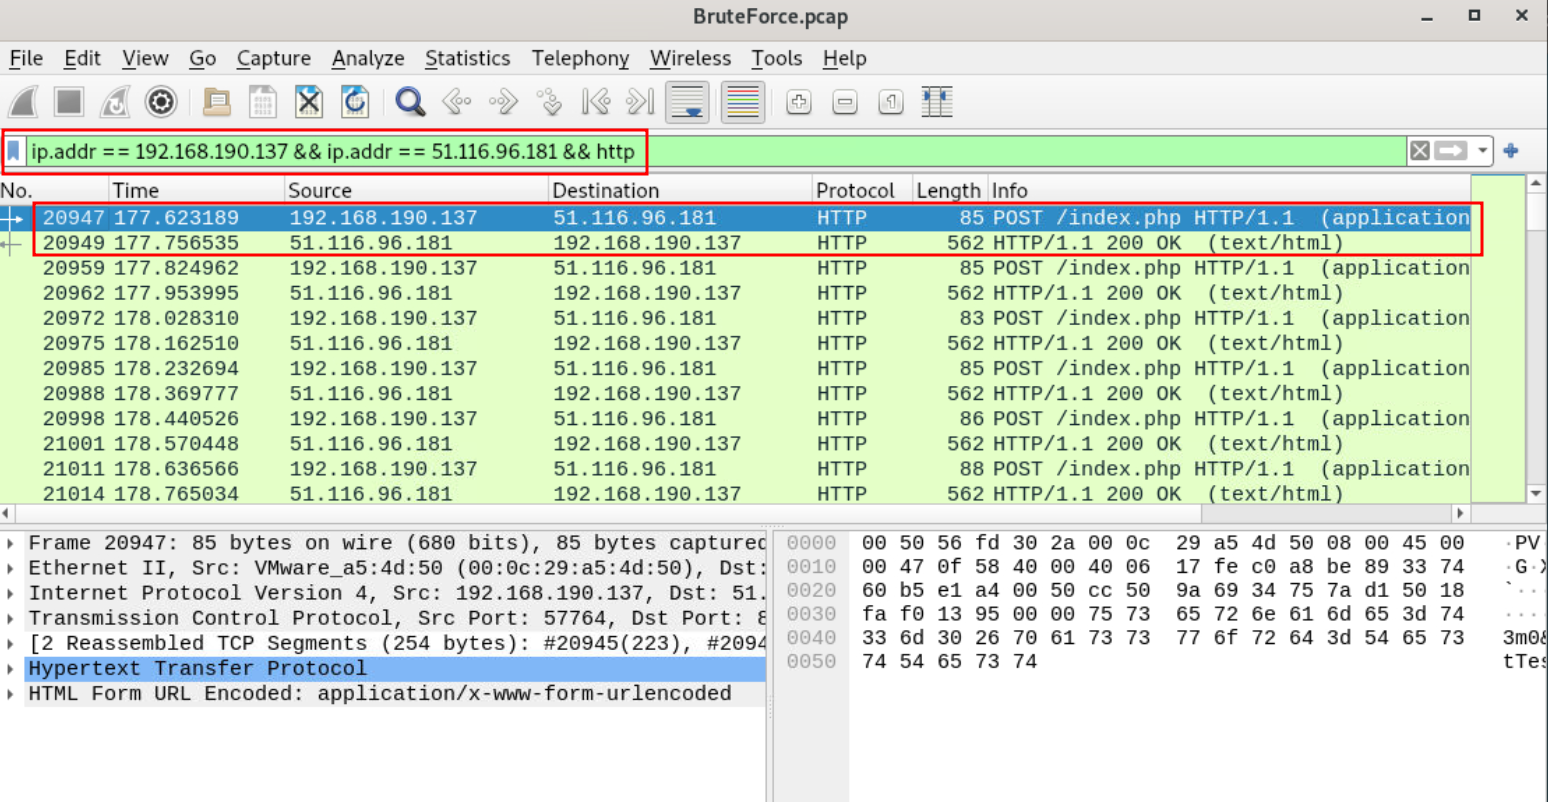 BruteForce.pcap
File Edit View Go Capture Analyze Statistics Telephony Wireless Tools Help
ip.addr == 192.168.190.137 && ip.addr == 51.116.96.181 && http
No. Time Source Destination Protocol Length Info
20947 177.623189 192.168.190.137 51.116.96.181 HTTP 85 POST /index.php HTTP/1.1 (application
20949 177.756535 51.116.96.181 192.168.190.137 HTTP 562 HTTP/1.1 200 OK (text/html)
20959 177.824962 192.168.190.137 51.116.96.181 HTTP 85 POST /index.php HTTP/1.1 (application
20962 177.953995 51.116.96.181 192.168.190.137 HTTP 562 HTTP/1.1 200 OK (text/html)
20972 178.028310 192.168.190.137 51.116.96.181 HTTP 83 POST /index.php HTTP/1.1 (application
20975 178.162510 51.116.96.181 192.168.190.137 HTTP 562 HTTP/1.1 200 OK (text/html)
20985 178.232694 192.168.190.137 51.116.96.181 HTTP 85 POST /index.php HTTP/1.1 (application
20988 178.369777 51.116.96.181 192.168.190.137 HTTP 562 HTTP/1.1 200 OK (text/html)
20998 178.440526 192.168.190.137 51.116.96.181 HTTP 86 POST /index.php HTTP/1.1 (application
21001 178.570448 51.116.96.181 192.168.190.137 HTTP 562 HTTP/1.1 200 OK (text/html)
21011 178.636566 192.168.190.137 51.116.96.181 HTTP 88 POST /index.php HTTP/1.1 (application
21014 178.765034 51.116.96.181 192.168.190.137 HTTP 562 HTTP/1.1 200 OK (text/html)
Frame 20947: 85 bytes on wire (680 bits), 85 bytes captured
Ethernet II, Src: VMware_a5:4d:50 (00:0c:29:a5:4d:50), Dst:
Internet Protocol Version 4, Src: 192.168.190.137, Dst: 51.
Transmission Control Protocol, Src Port: 57764, Dst Port: 8
[2 Reassembled TCP Segments (254 bytes): #20945(223), #2094
Hypertext Transfer Protocol
HTML Form URL Encoded: application/x-www-form-urlencoded
0000 00 50 56 fd 30 2a 00 0c 29 a5 4d 50 08 00 45 00 ·PV
0010 00 47 0f 58 40 00 40 06 17 fe c0 a8 be 89 33 74 ·G·X
0020 60 b5 e1 a4 00 50 cc 50 9a 69 34 75 7a d1 50 18 `···
0030 fa f0 13 95 00 00 75 73 65 72 6e 61 6d 65 3d 74 ····
0040 33 6d 30 26 70 61 73 73 77 6f 72 64 3d 54 65 73 3m0&
0050 74 54 65 73 74 tTes